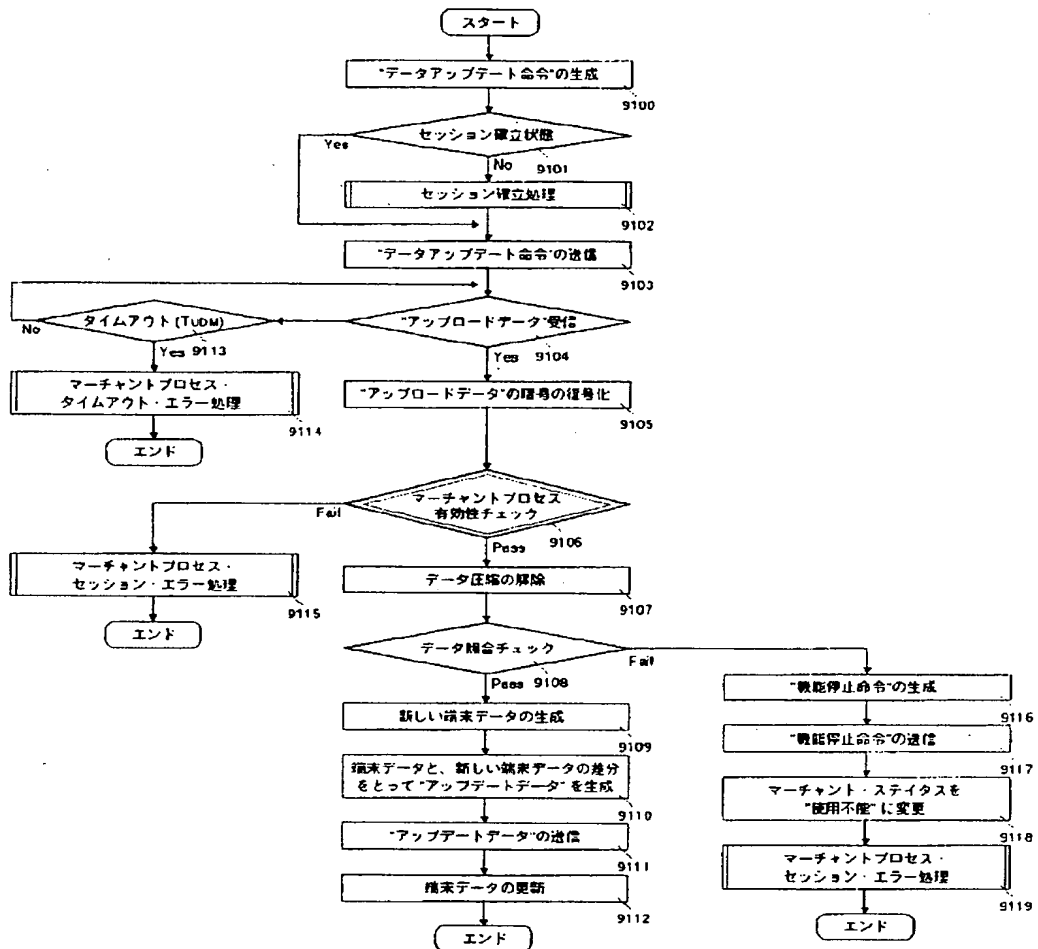 スタート
"データアップデート命令"の生成
9100
セッション確立状態
Yes
9101
No
セッション確立処理
9102
"データアップデート命令"の送信
9103
タイムアウト(TUDM)
No
9113
Yes
"アップロードデータ"受信
9104
Yes
マーチャントプロセス・
タイムアウト・エラー処理
9114
エンド
"アップロードデータ"の暗号の復号化
9105
マーチャントプロセス
有効性チェック
Fail
9106
Pass
マーチャントプロセス・
セッション・エラー処理
9115
エンド
データ圧縮の解除
9107
データ照合チェック
Fail
9108
Pass
新しい端末データの生成
9109
端末データと、新しい端末データの差分
をとって"アップデートデータ"を生成
9110
"アップデートデータ"の送信
9111
端末データの更新
9112
エンド
"機能停止命令"の生成
9116
"機能停止命令"の送信
9117
マーチャント・ステイタスを
"使用不能"に変更
9118
マーチャントプロセス・
セッション・エラー処理
9119
エンド